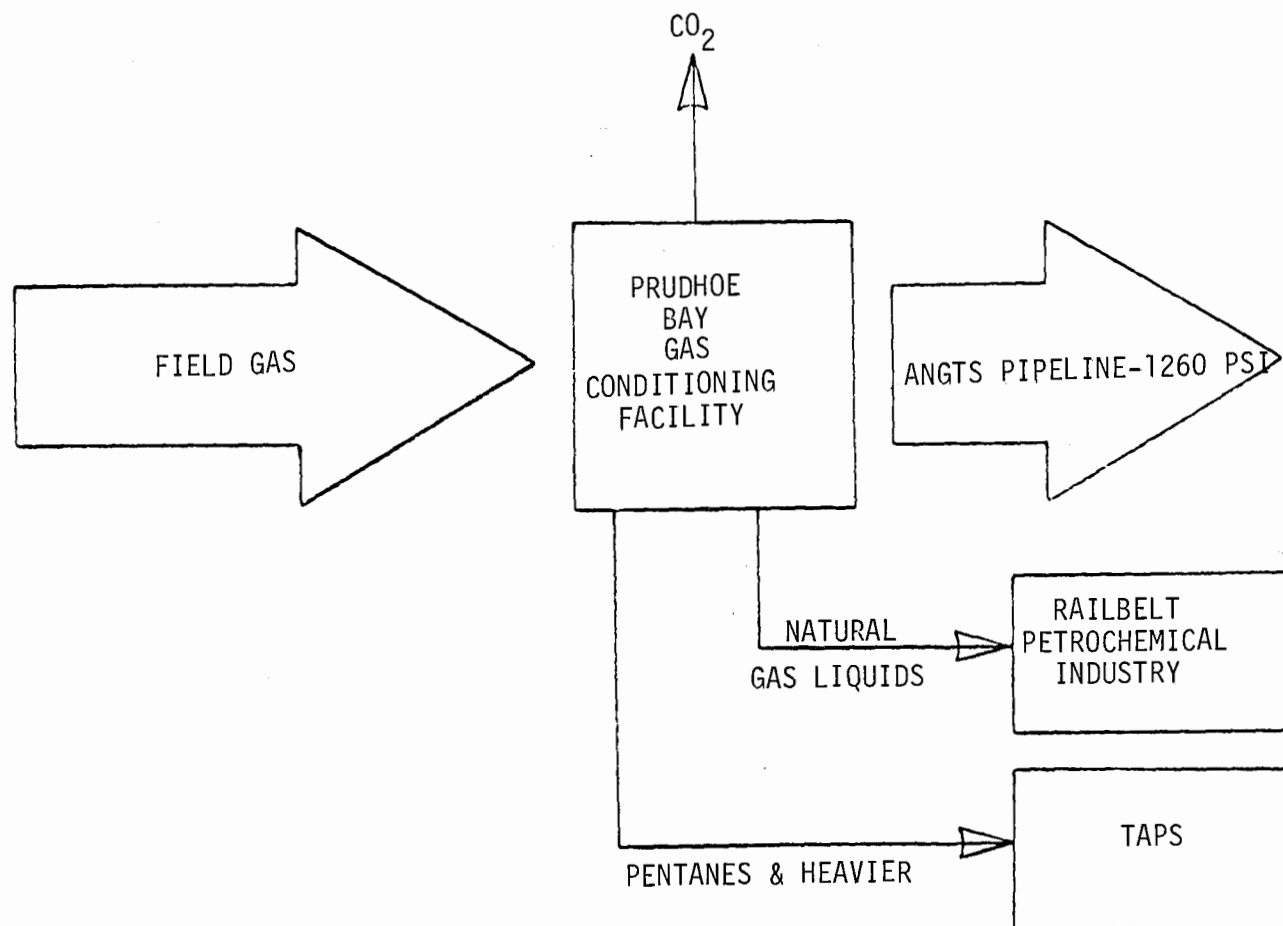 CO2
PRUDHOE
BAY
GAS
CONDITIONING
FACILITY
FIELD GAS
ANGTS PIPELINE-1260 PSI
NATURAL
GAS LIQUIDS
RAILBELT
PETROCHEMICAL
INDUSTRY
PENTANES & HEAVIER
TAPS